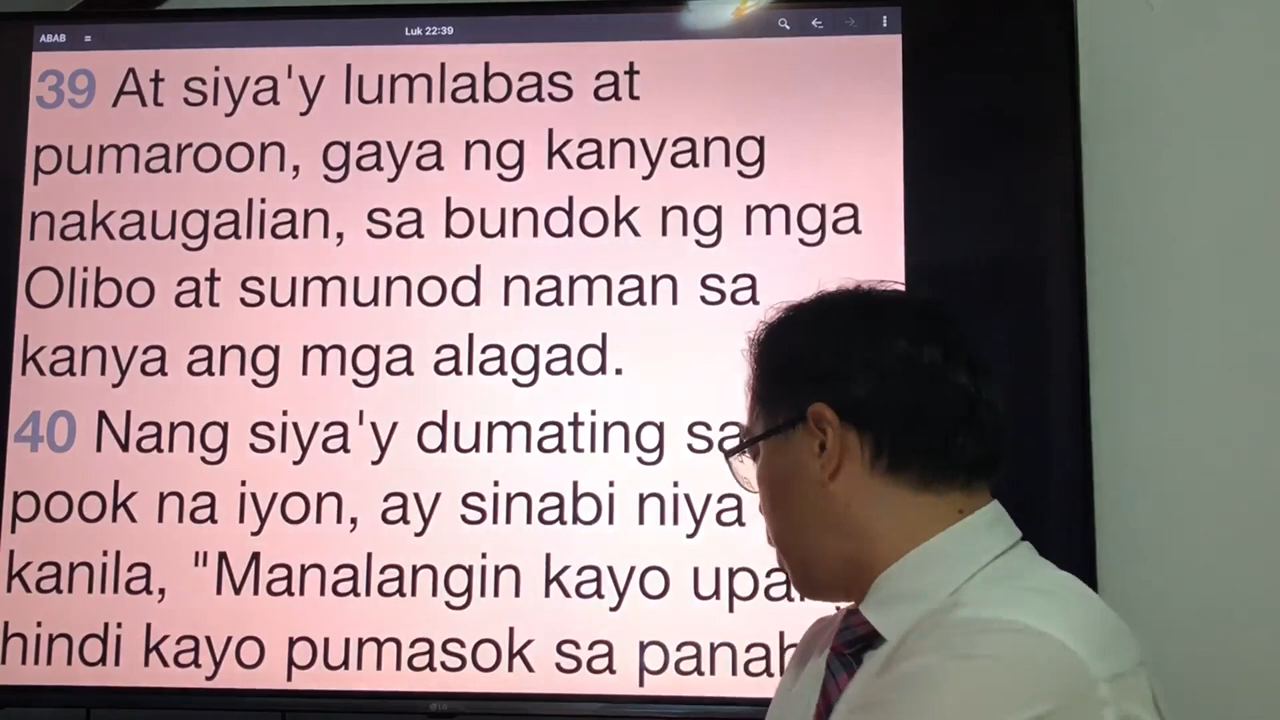 ABAB
Luk 22:39
39 At siya'y lumlabas at
pumaroon, gaya ng kanyang
nakaugalian, sa bundok ng mga
Olibo at sumunod naman sa
kanya ang mga alagad.
40 Nang siya'y dumating sa
pook na iyon, ay sinabi niya
kanila, "Manalangin kayo
hindi kayo pumasok sa
LG